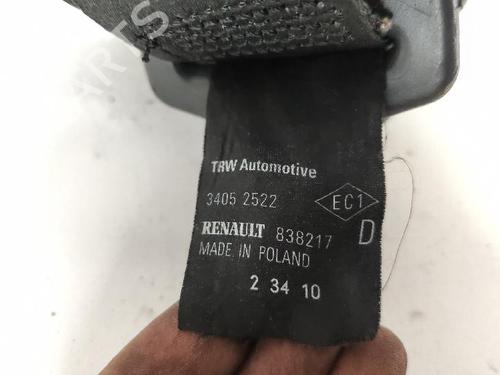 TRW Automotive
3405 2522 EC1
RENAULT 838217 D
MADE IN POLAND
2 34 10